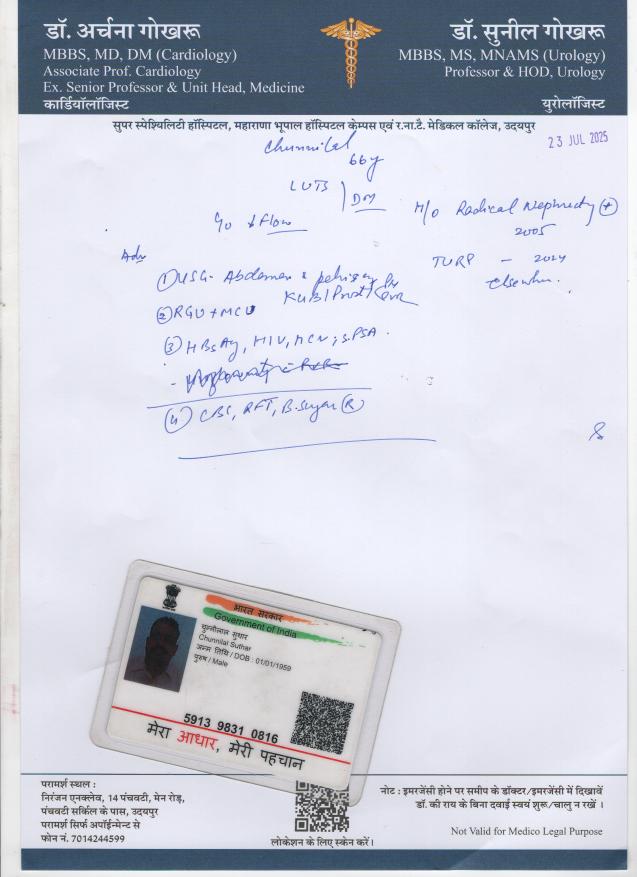 डॉ. अर्चना गोखरू
MBBS, MD, DM (Cardiology)
Associate Prof. Cardiology
Ex. Senior Professor & Unit Head, Medicine
कार्डियॉलॉजिस्ट
डॉ. सुनील गोखरू
MBBS, MS, MNAMS (Urology)
Professor & HOD, Urology
युरोलॉजिस्ट
सुपर स्पेश्यिलिटी हॉस्पिटल, महाराणा भूपाल हॉस्पिटल केम्पस एवं र.ना.टै. मेडिकल कॉलेज, उदयपुर
23 JUL 2025
Chunnilal
66y
LUTS
DM
H/o Radical Nephrectomy
2005
Flow
TURP - 2024
Elsewhere
Adv
① USG- Abdomen & pelvis
KUB/Prost/PVR
② RGU + MCU
③ HBsAg, HIV, HCV, S.PSA
④ CBC, RFT, B.sugar (R)
भारत सरकार
Government of India
चुन्नीलाल सुथार
Chunnilal Suthar
जन्म तिथि / DOB : 01/01/1959
पुरुष / Male
5913 9831 0816
मेरा आधार, मेरी पहचान
परामर्श स्थल :
निरंजन एनक्लेव, 14 पंचवटी, मेन रोड़,
पंचवटी सर्किल के पास, उदयपुर
परामर्श सिर्फ अपॉईन्मेन्ट से
फोन नं. 7014244599
लोकेशन के लिए स्केन करें।
नोट : इमरजेंसी होने पर समीप के डॉक्टर/इमरजेंसी में दिखावें
डॉ. की राय के बिना दवाई स्वयं शुरू/चालु न रखें ।
Not Valid for Medico Legal Purpose